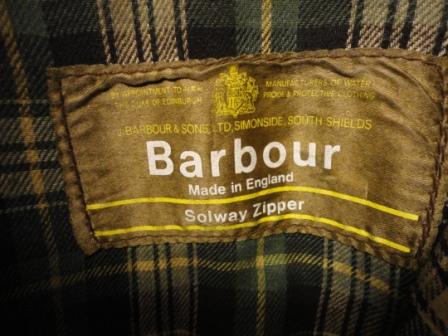 BY APPOINTMENT TO H.R.H.
THE DUKE OF EDINBURGH
MANUFACTURERS OF WATER
PROOF & PROTECTIVE CLOTHING
J. BARBOUR & SONS, LTD, SIMONSIDE, SOUTH SHIELDS
Barbour
Made in England
Solway Zipper